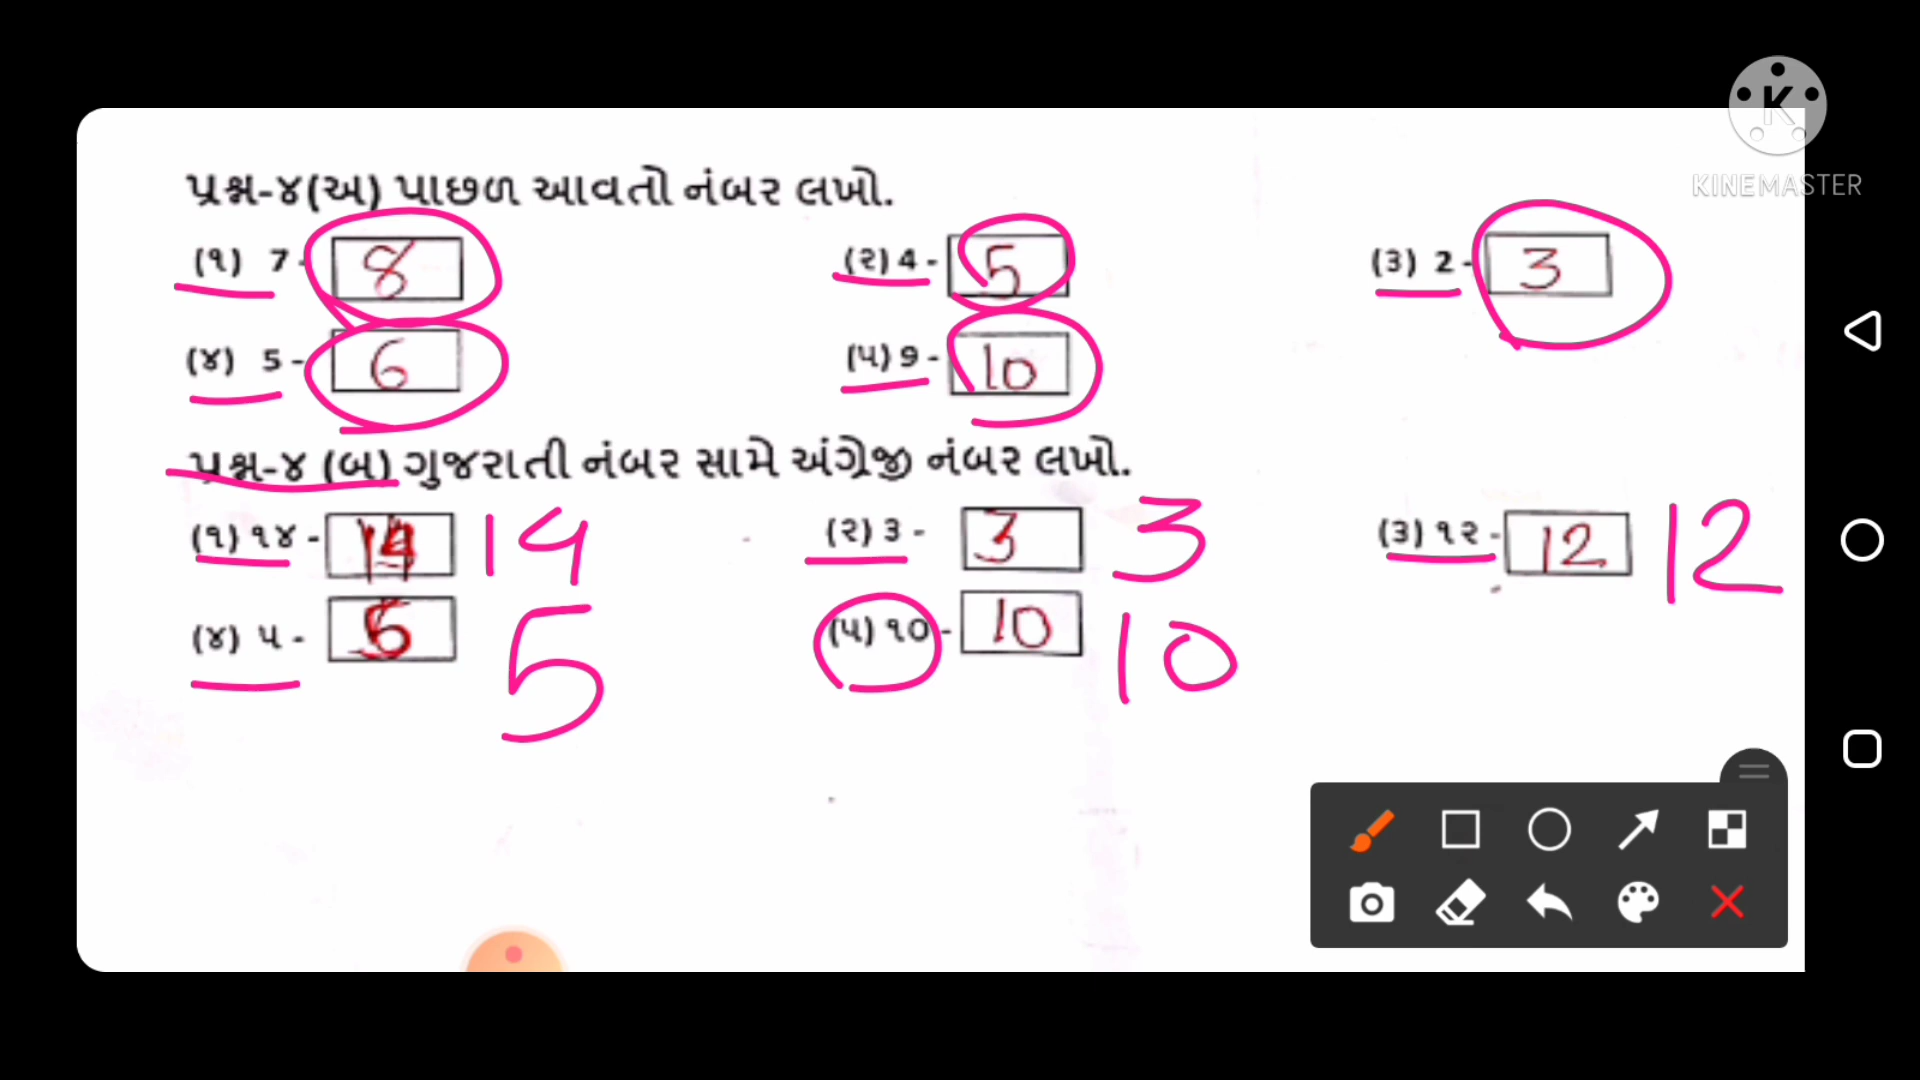 KINEMASTER
પ્રશ્ન-૪(અ) પાછળ આવતો નંબર લખો.
(૧) 7 - 8 (૨) 4 - 5 (૩) 2 - 3
(૪) 5 - 6 (૫) 9 - 10
પ્રશ્ન-૪ (બ) ગુજરાતી નંબર સામે અંગ્રેજી નંબર લખો.
(૧) ૧૪ - 14 14 (૨) ૩ - 3 3 (૩) ૧૨ - 12 12
(૪) ૫ - 5 5 (૫) ૧૦ - 10 10